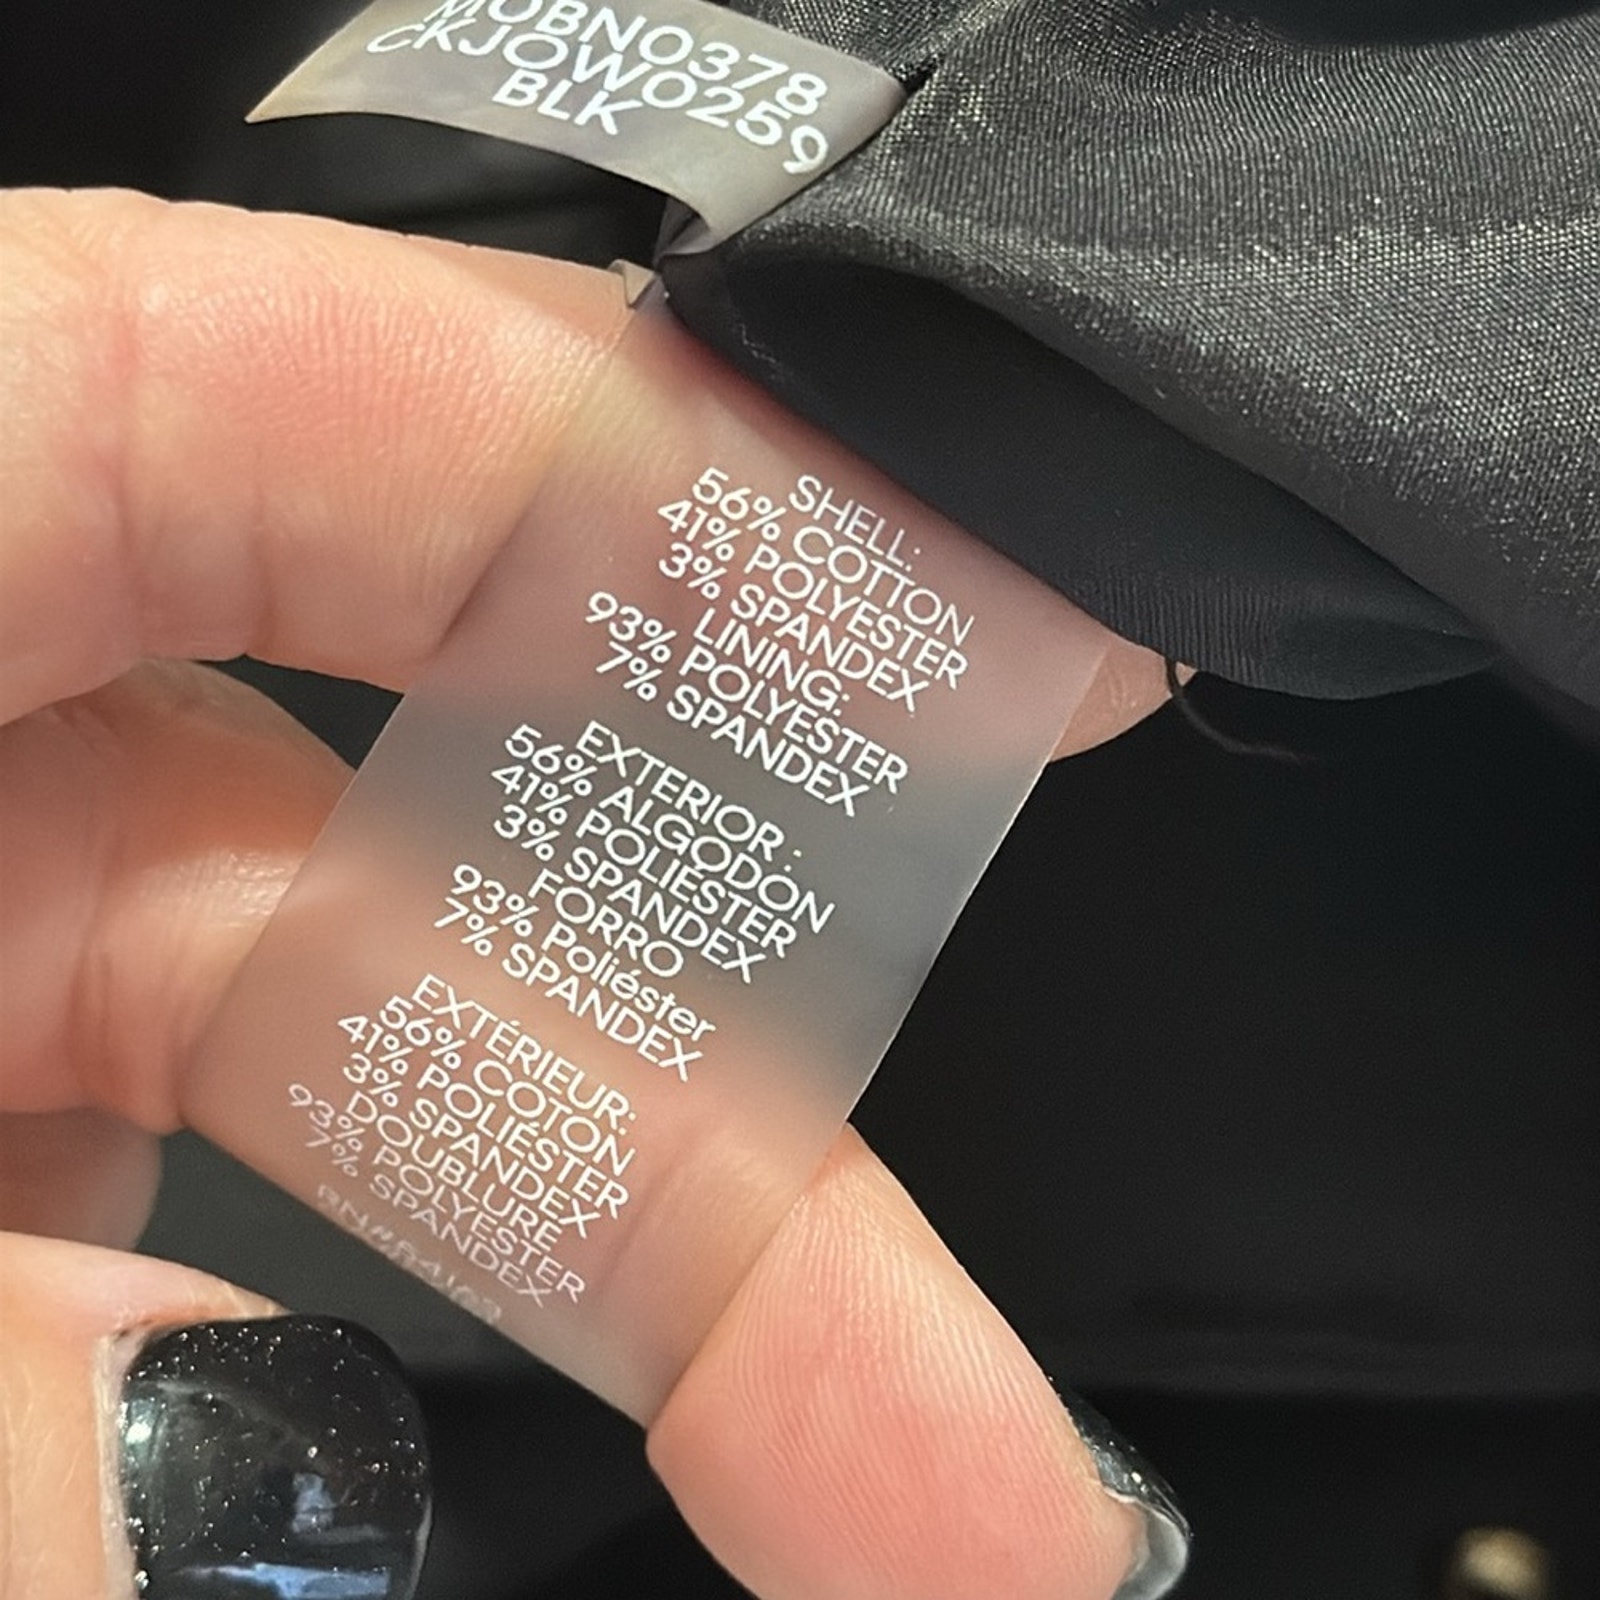 MOBN0378
CKJOW0259
BLK
SHELL:
56% COTTON
41% POLYESTER
3% SPANDEX
LINING:
93% POLYESTER
7% SPANDEX
EXTERIOR :
56% ALGODÓN
41% POLIÉSTER
3% SPANDEX
FORRO
93% Poliéster
7% SPANDEX
EXTÉRIEUR:
56% COTON
41% POLIÉSTER
3% SPANDEX
DOUBLURE
93% POLYESTER
7% SPANDEX